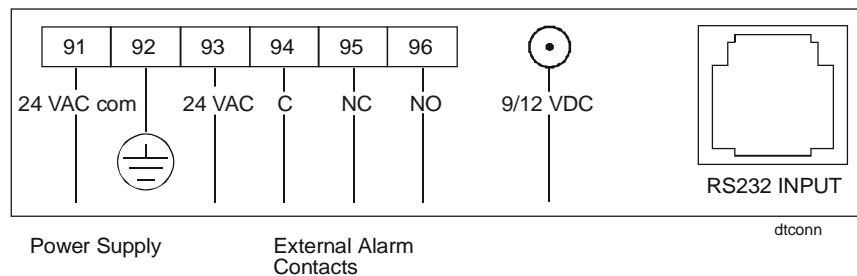 91 92 93 94 95 96
24 VAC com 24 VAC C NC NO 9/12 VDC
RS232 INPUT
dtconn
Power Supply External Alarm
Contacts